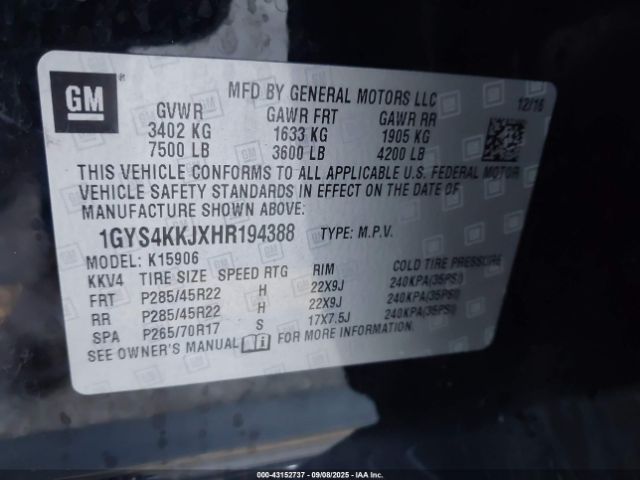 GM ®
MFD BY GENERAL MOTORS LLC 12/16
GVWR GAWR FRT GAWR RR
3402 KG 1633 KG 1905 KG
7500 LB 3600 LB 4200 LB
THIS VEHICLE CONFORMS TO ALL APPLICABLE U.S. FEDERAL MOTOR
VEHICLE SAFETY STANDARDS IN EFFECT ON THE DATE OF
MANUFACTURE SHOWN ABOVE.
1GYS4KKJXHR194388 TYPE: M.P.V.
MODEL: K15906
KKV4 TIRE SIZE SPEED RTG RIM COLD TIRE PRESSURE
FRT P285/45R22 H 22X9J 240KPA(35PSI)
RR P285/45R22 H 22X9J 240KPA(35PSI)
SPA P265/70R17 S 17X7.5J 240KPA(35PSI)
SEE OWNER'S MANUAL FOR MORE INFORMATION.
000-43152737 - 09/08/2025 - IAA Inc.